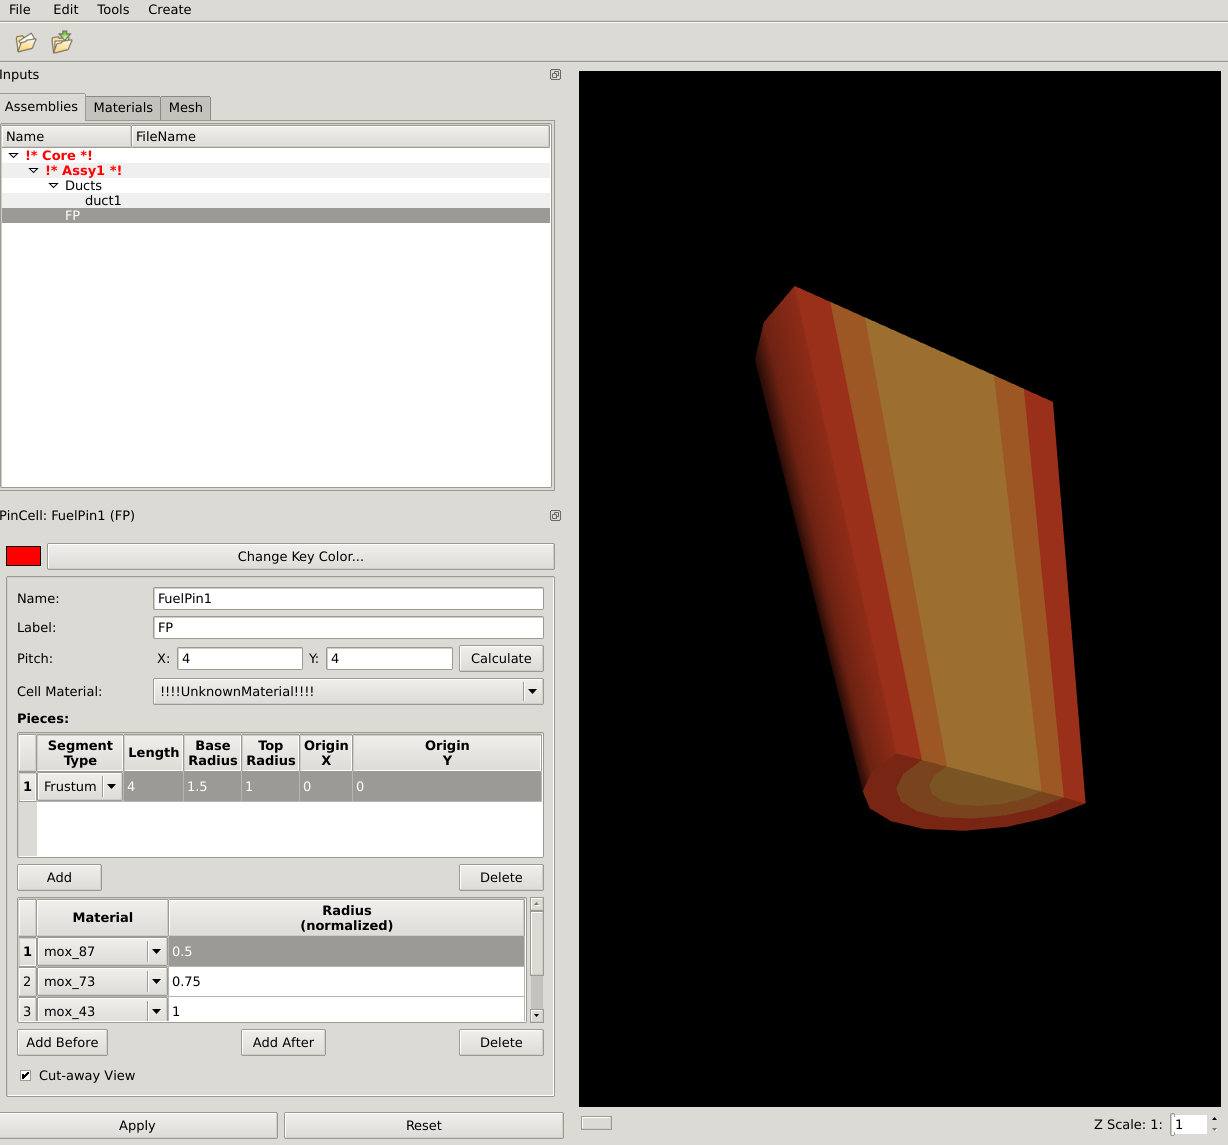 File Edit Tools Create
Inputs
Assemblies Materials Mesh
Name FileName
!* Core *!
!* Assy1 *!
Ducts
duct1
FP
PinCell: FuelPin1 (FP)
Change Key Color...
Name: FuelPin1
Label: FP
Pitch: X: 4 Y: 4 Calculate
Cell Material: !!!!UnknownMaterial!!!!
Pieces:
Segment Type Length Base Radius Top Radius Origin X Origin Y
1 Frustum 4 1.5 1 0 0
Add Delete
Material Radius (normalized)
1 mox_87 0.5
2 mox_73 0.75
3 mox_43 1
Add Before Add After Delete
Cut-away View
Apply Reset
Z Scale: 1: 1